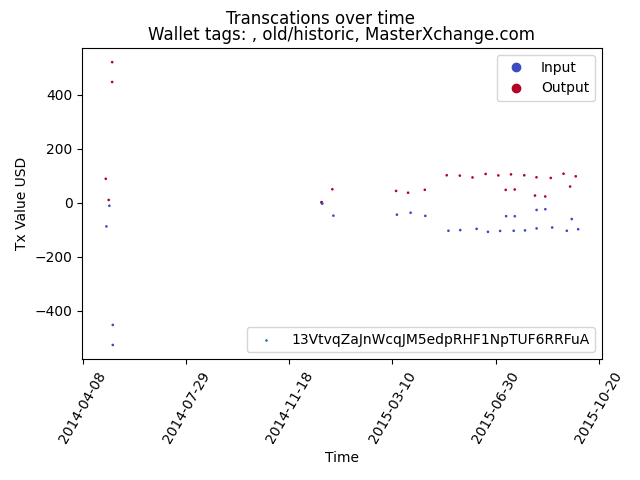 Transcations over time
Wallet tags: , old/historic, MasterXchange.com
Input
Output
Tx Value USD
400
200
0
−200
−400
13VtvqZaJnWcqJM5edpRHF1NpTUF6RRFuA
2014-04-08
2014-07-29
2014-11-18
2015-03-10
2015-06-30
2015-10-20
Time